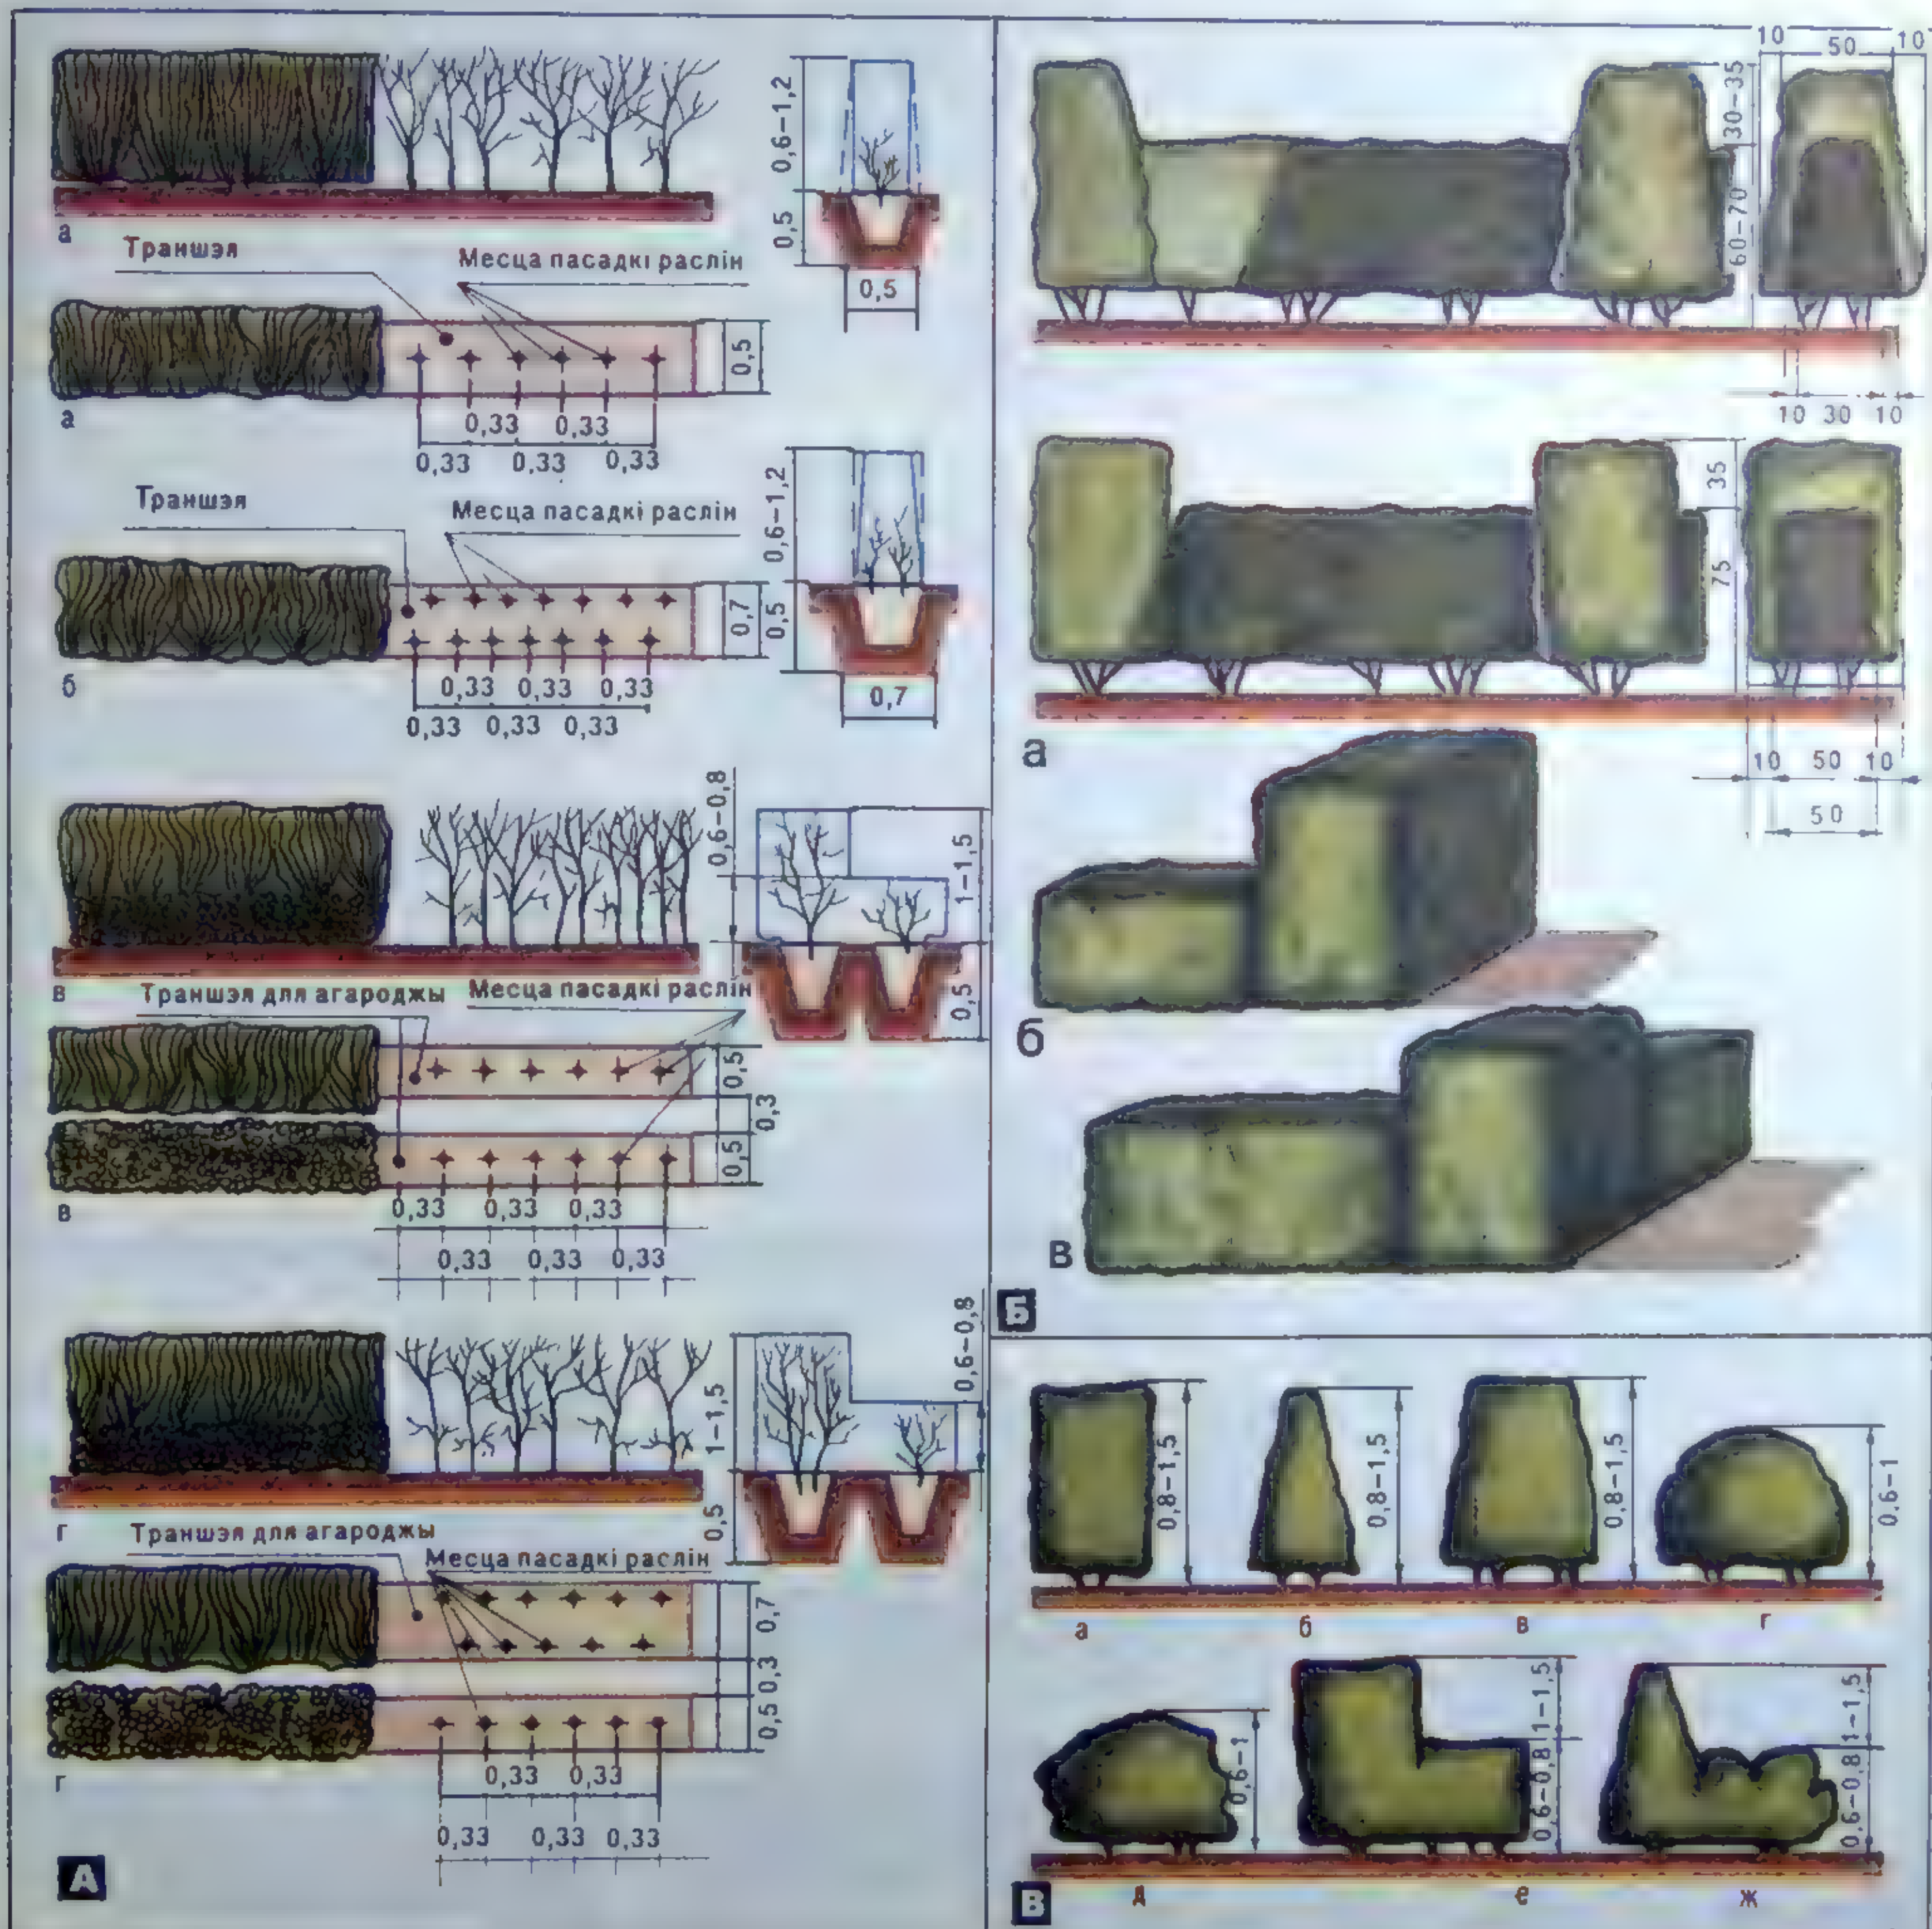 0,6–1,2
0,5
0,5
а
Траншэя
Месца пасадкі раслін
0,5
а
0,33 0,33
0,33 0,33 0,33
0,6–1,2
Траншэя
Месца пасадкі раслін
0,7
0,5
0,7
б
0,33 0,33 0,33
0,33 0,33 0,33
0,6–0,8
1–1,5
0,5
в
Траншэя для агароджы
Месца пасадкі раслін
0,5
0,3
0,5
в
0,33 0,33 0,33
0,33 0,33 0,33
0,6–0,8
1–1,5
0,5
г
Траншэя для агароджы
Месца пасадкі раслін
0,7
0,3
0,5
г
0,33 0,33
0,33 0,33 0,33
А
10 50 10
30–35
60–70
10 30 10
35
75
а
10 50 10
50
б
в
Б
0,8–1,5
0,8–1,5
0,8–1,5
0,6–1
а б в г
0,6–1
1–1,5
0,6–0,8
1–1,5
0,6–0,8
д е ж
В